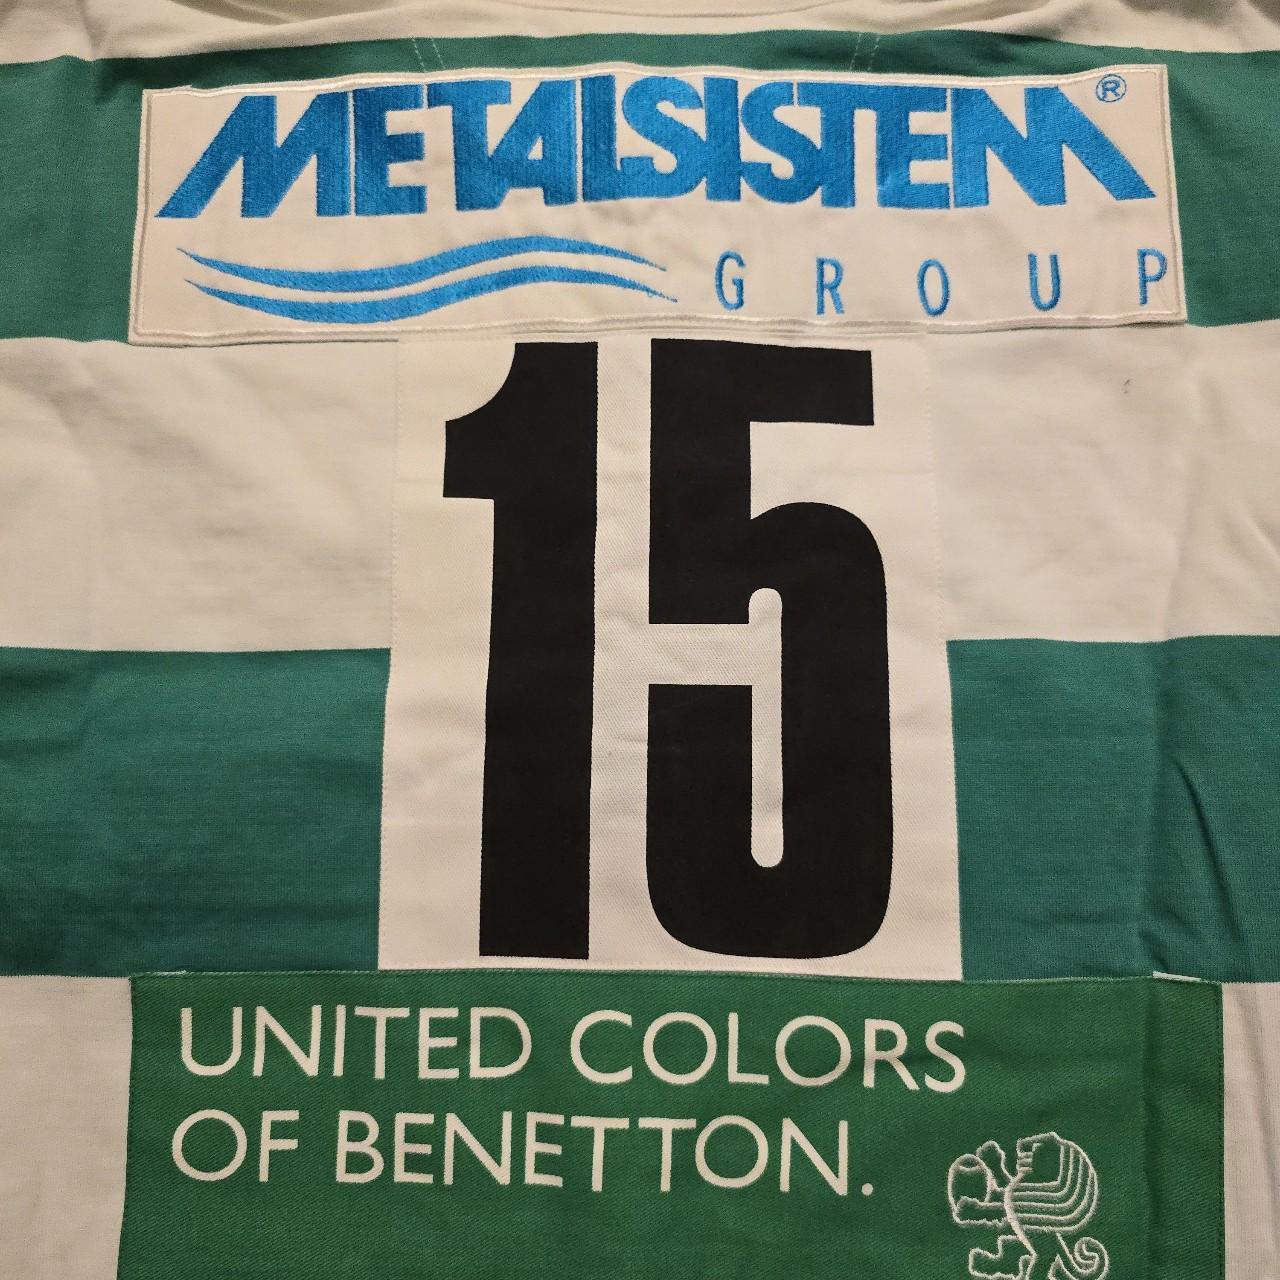 METALSISTEM ®
GROUP
15
UNITED COLORS
OF BENETTON.